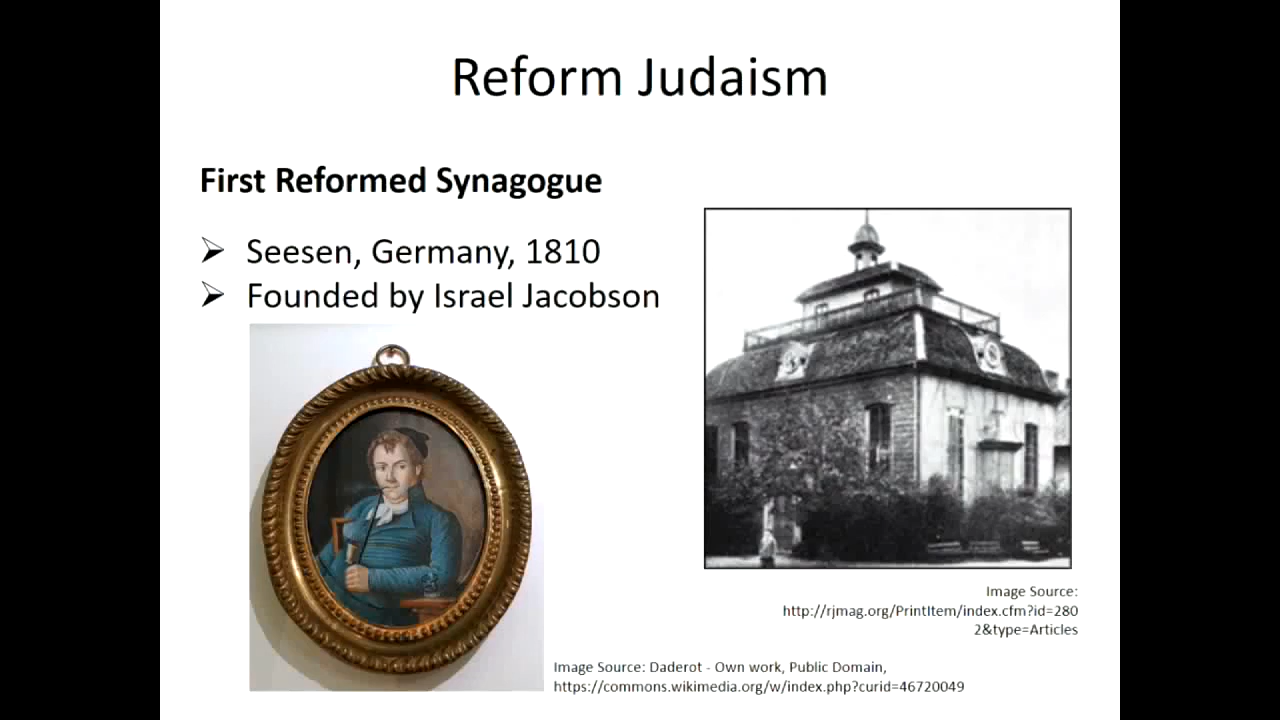 Reform Judaism
First Reformed Synagogue
➢ Seesen, Germany, 1810
➢ Founded by Israel Jacobson
Image Source:
http://rjmag.org/PrintItem/index.cfm?id=280
2&type=Articles
Image Source: Daderot - Own work, Public Domain,
https://commons.wikimedia.org/w/index.php?curid=46720049